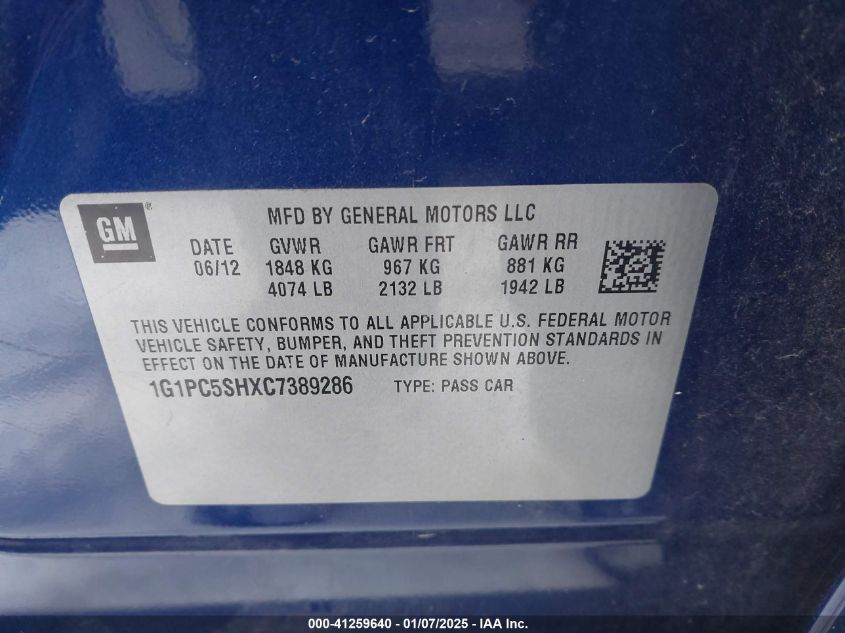 GM ®
MFD BY GENERAL MOTORS LLC
DATE GVWR GAWR FRT GAWR RR
06/12 1848 KG 967 KG 881 KG
4074 LB 2132 LB 1942 LB
THIS VEHICLE CONFORMS TO ALL APPLICABLE U.S. FEDERAL MOTOR
VEHICLE SAFETY, BUMPER, AND THEFT PREVENTION STANDARDS IN
EFFECT ON THE DATE OF MANUFACTURE SHOWN ABOVE.
1G1PC5SHXC7389286 TYPE: PASS CAR
000-41259640 - 01/07/2025 - IAA Inc.